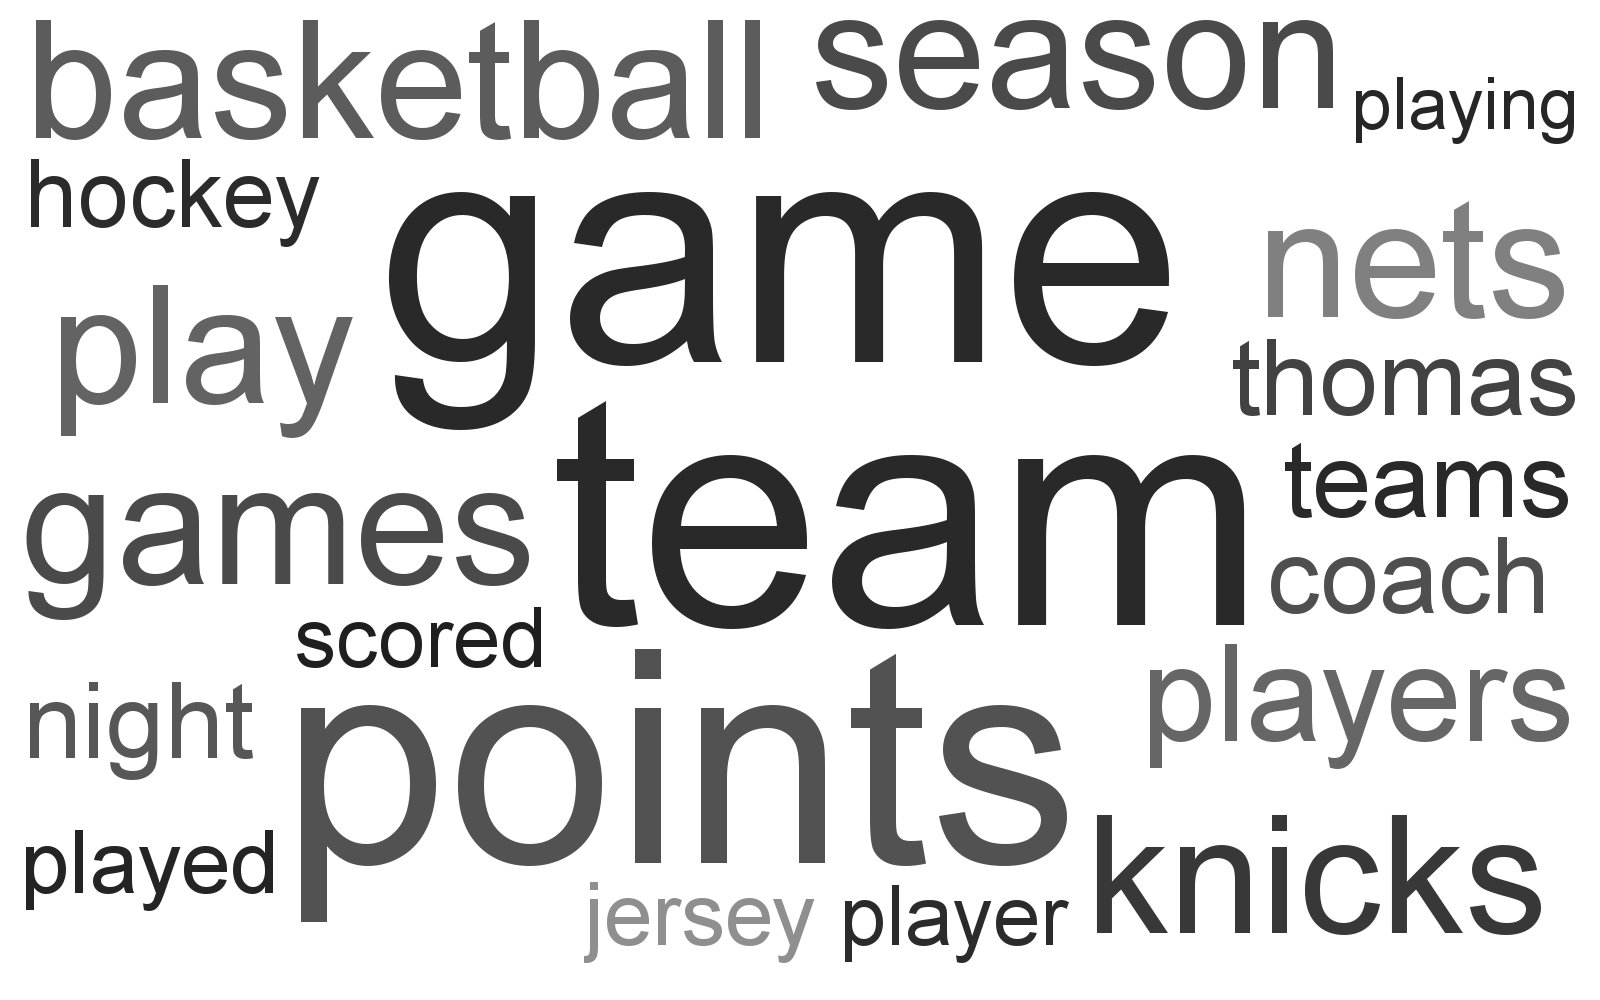 basketball season playing
hockey game nets
play thomas
games team teams
coach
scored
night points players
played knicks
jersey player